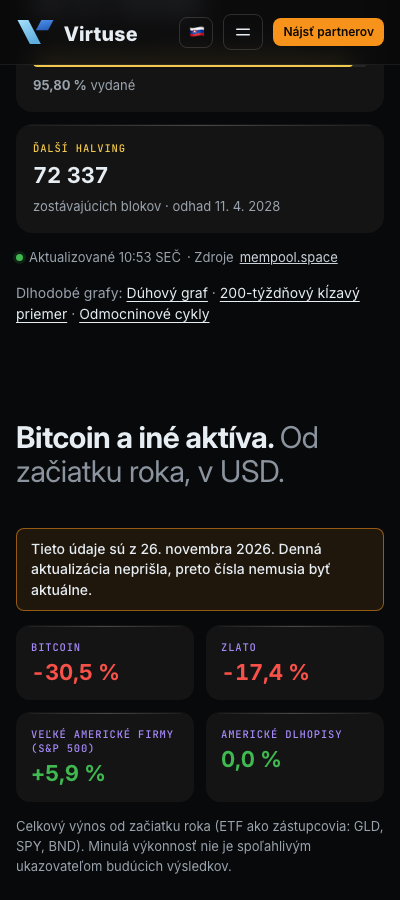 Virtuse
Nájsť partnerov
95,80 % vydané
ĎALŠÍ HALVING
72 337
zostávajúcich blokov · odhad 11. 4. 2028
Aktualizované 10:53 SEČ · Zdroje mempool.space
Dlhodobé grafy: Dúhový graf · 200-týždňový kĺzavý
priemer · Odmocninové cykly
Bitcoin a iné aktíva. Od
začiatku roka, v USD.
Tieto údaje sú z 26. novembra 2026. Denná
aktualizácia neprišla, preto čísla nemusia byť
aktuálne.
BITCOIN
-30,5 %
ZLATO
-17,4 %
VEĽKÉ AMERICKÉ FIRMY
(S&P 500)
+5,9 %
AMERICKÉ DLHOPISY
0,0 %
Celkový výnos od začiatku roka (ETF ako zástupcovia: GLD,
SPY, BND). Minulá výkonnosť nie je spoľahlivým
ukazovateľom budúcich výsledkov.